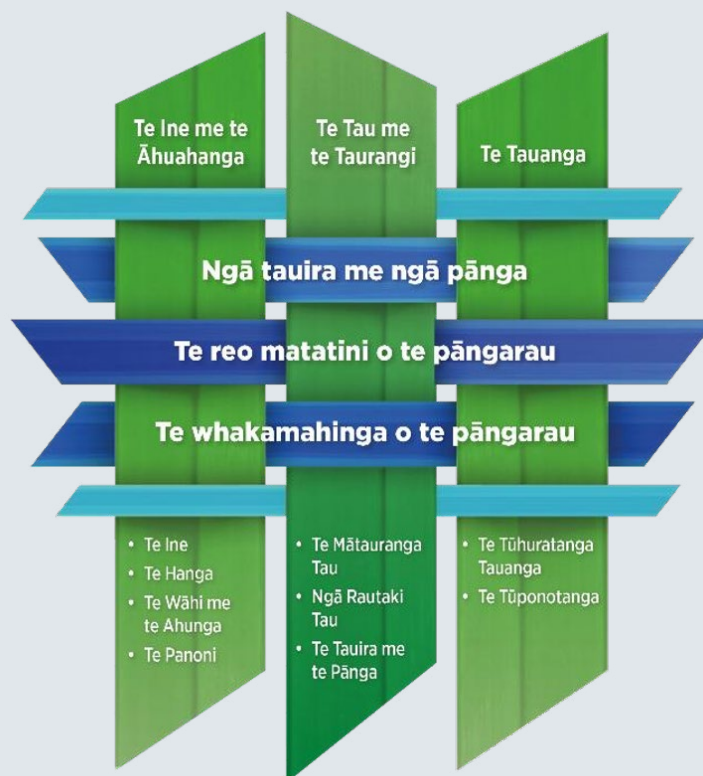 Te Ine me te
Āhuahanga
Te Tau me
te Taurangi
Te Tauanga
Ngā tauira me ngā pānga
Te reo matatini o te pāngarau
Te whakamahinga o te pāngarau
• Te Ine
• Te Hanga
• Te Wāhi me
te Ahunga
• Te Panoni
• Te Mātauranga
Tau
• Ngā Rautaki
Tau
• Te Tauira me
te Pānga
• Te Tūhuratanga
Tauanga
• Te Tūponotanga